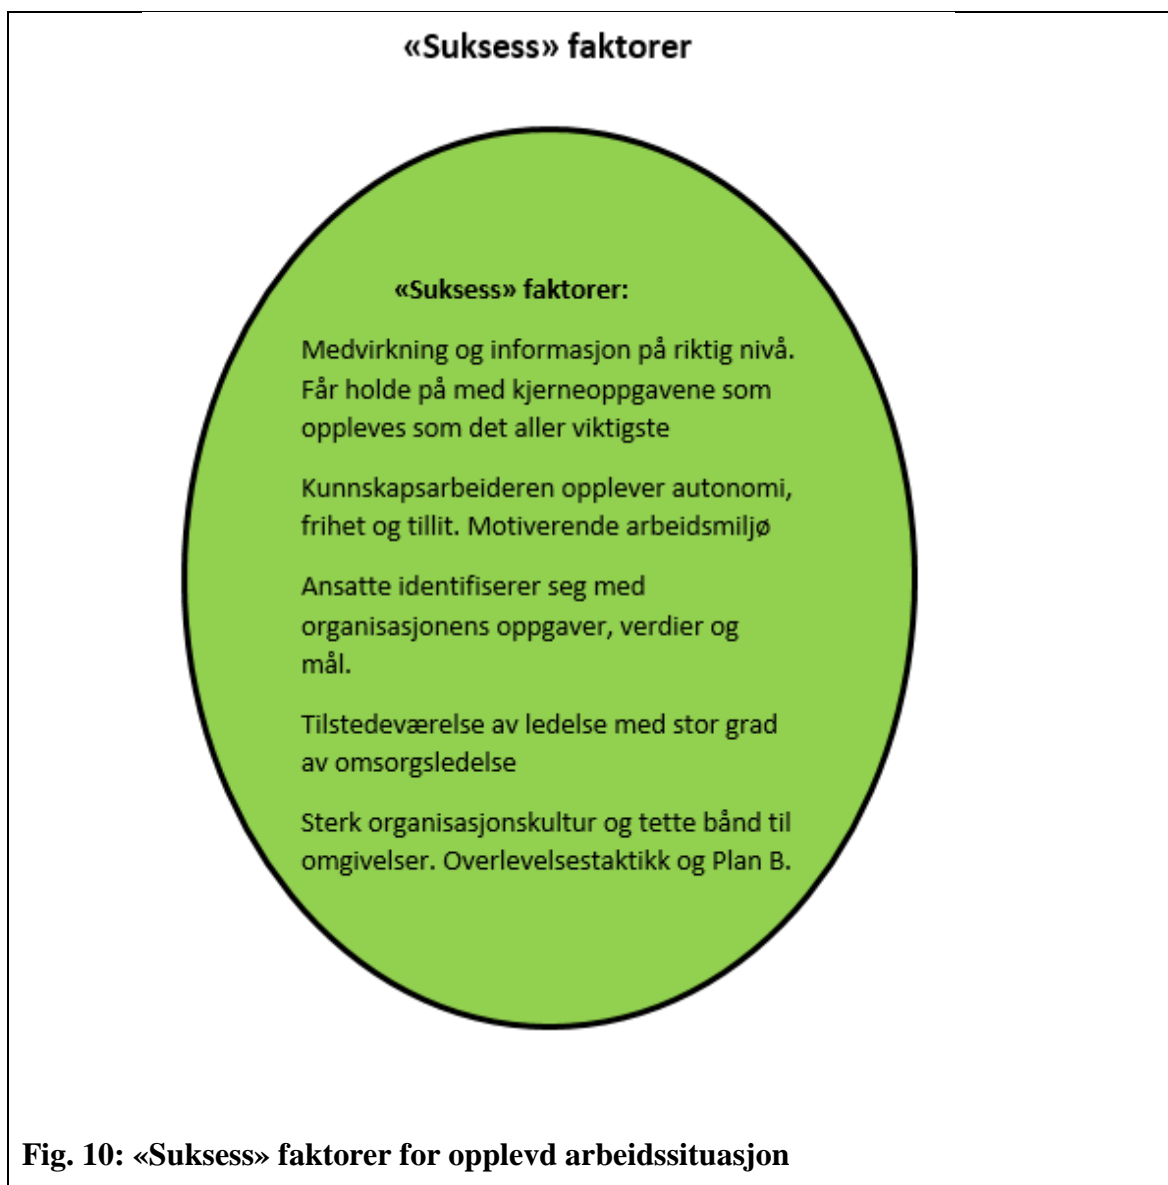 «Suksess» faktorer
«Suksess» faktorer:
Medvirkning og informasjon på riktig nivå.
Får holde på med kjerneoppgavene som
oppleves som det aller viktigste
Kunnskapsarbeideren opplever autonomi,
frihet og tillit. Motiverende arbeidsmiljø
Ansatte identifiserer seg med
organisasjonens oppgaver, verdier og
mål.
Tilstedeværelse av ledelse med stor grad
av omsorgsledelse
Sterk organisasjonskultur og tette bånd til
omgivelser. Overlevelsestaktikk og Plan B.
Fig. 10: «Suksess» faktorer for opplevd arbeidssituasjon